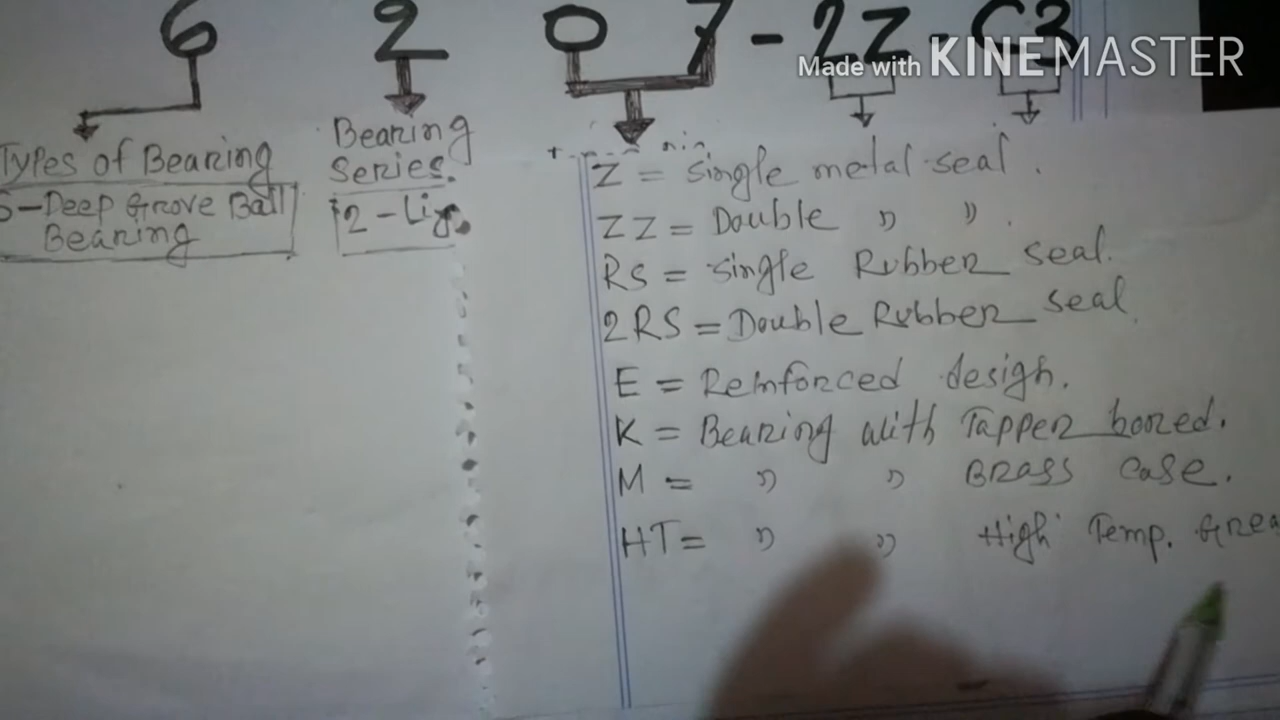 6 2 0 7 - 2Z - C3
Made with KINEMASTER
Types of Bearing
6-Deep Grove Ball
Bearing
Bearing
Series.
2 - Lig
Z = Single metal seal .
ZZ = Double " " .
RS = Single Rubber seal.
2RS = Double Rubber seal.
E = Reinforced design.
K = Bearing with Tapper bored.
M = " " Brass Case.
HT = " " High Temp. Grea